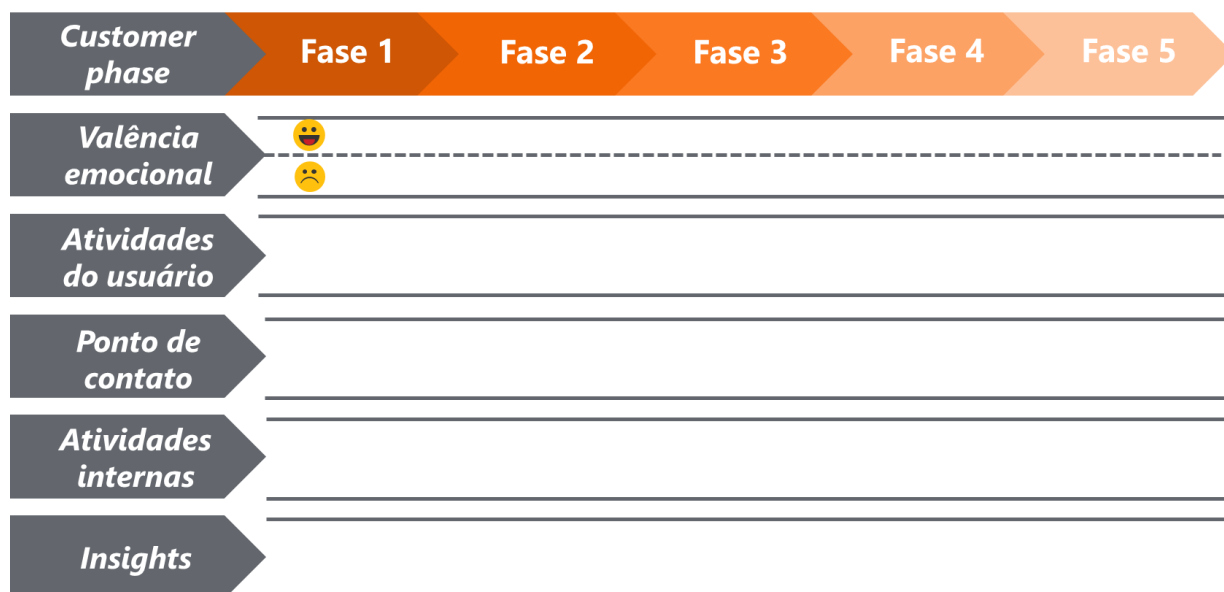 Customer
phase
Fase 1
Fase 2
Fase 3
Fase 4
Fase 5
Valência
emocional
Atividades
do usuário
Ponto de
contato
Atividades
internas
Insights